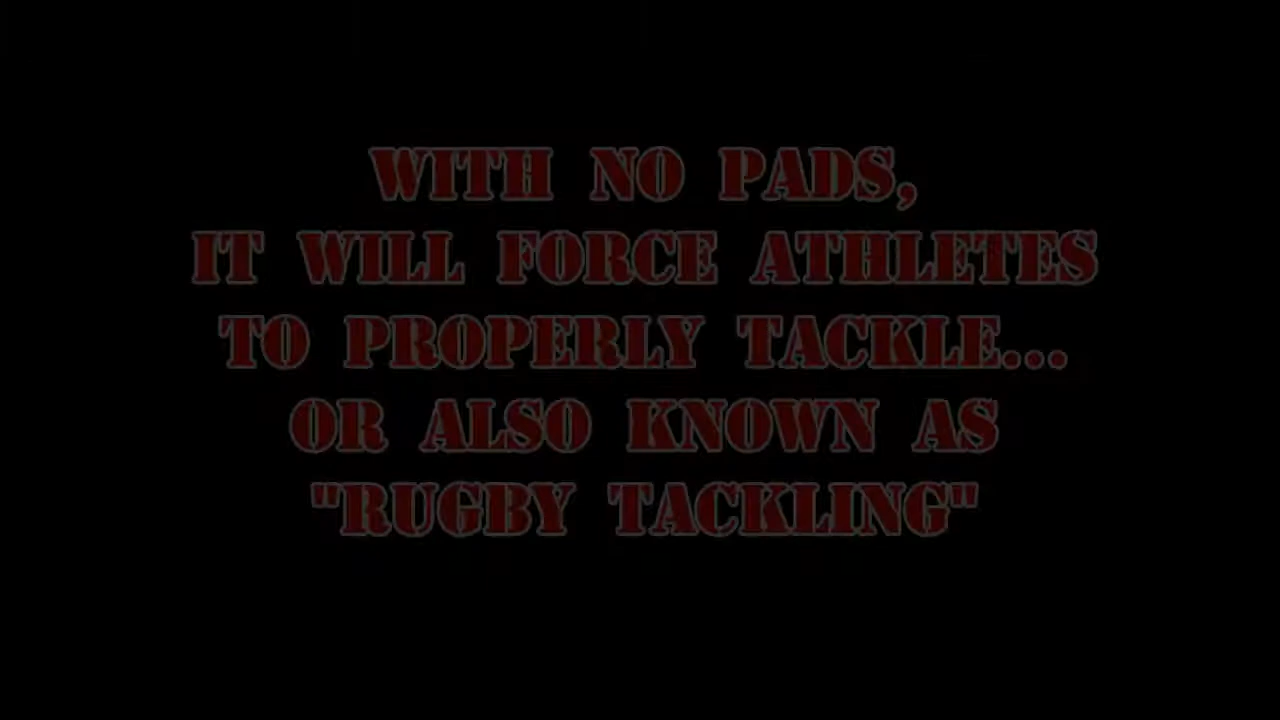 WITH NO PADS,
IT WILL FORCE ATHLETES
TO PROPERLY TACKLE...
OR ALSO KNOWN AS
"RUGBY TACKLING"